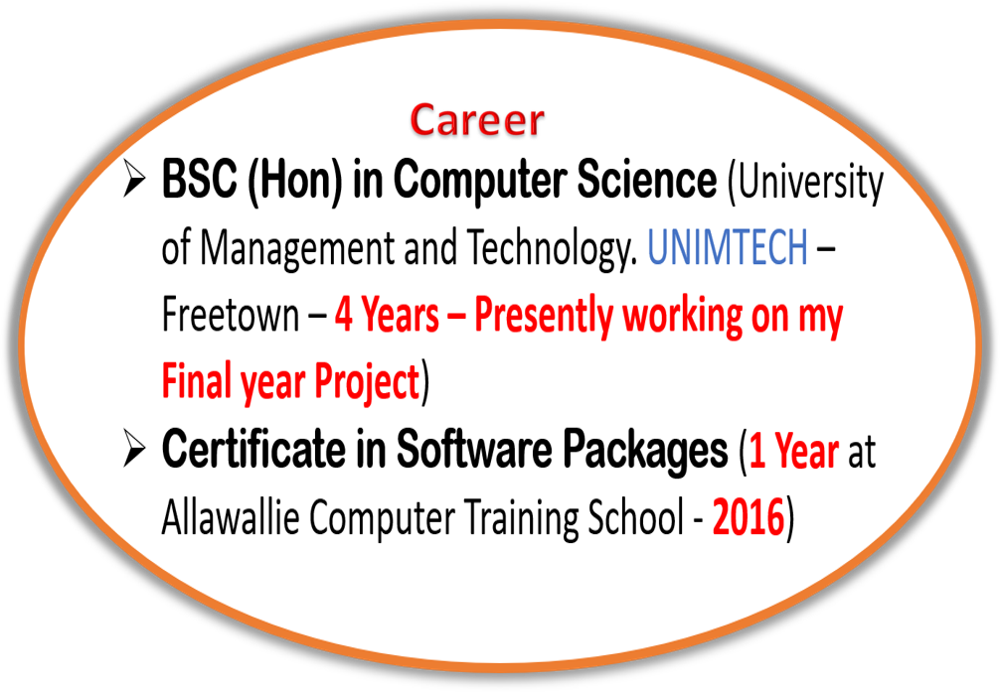 Career
➢ BSC (Hon) in Computer Science (University
of Management and Technology. UNIMTECH –
Freetown – 4 Years – Presently working on my
Final year Project)
➢ Certificate in Software Packages (1 Year at
Allawallie Computer Training School - 2016)